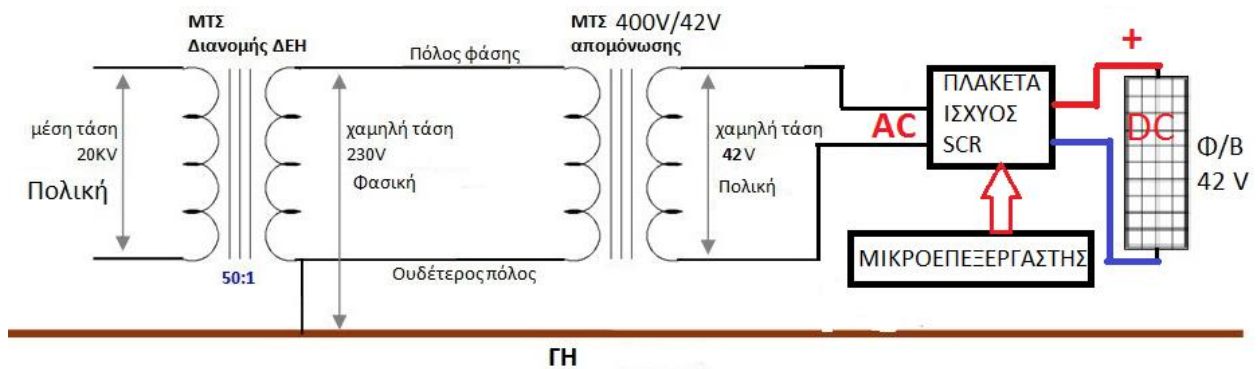 ΜΤΣ
Διανομής ΔΕΗ
Πόλος φάσης
ΜΤΣ 400V/42V
απομόνωσης
μέση τάση
20KV
Πολική
χαμηλή τάση
230V
Φασική
χαμηλή τάση
42V
Πολική
AC
ΠΛΑΚΕΤΑ
ΙΣΧΥΟΣ
SCR
+
DC
Φ/Β
42 V
ΜΙΚΡΟΕΠΕΞΕΡΓΑΣΤΗΣ
50:1
Ουδέτερος πόλος
ΓΗ